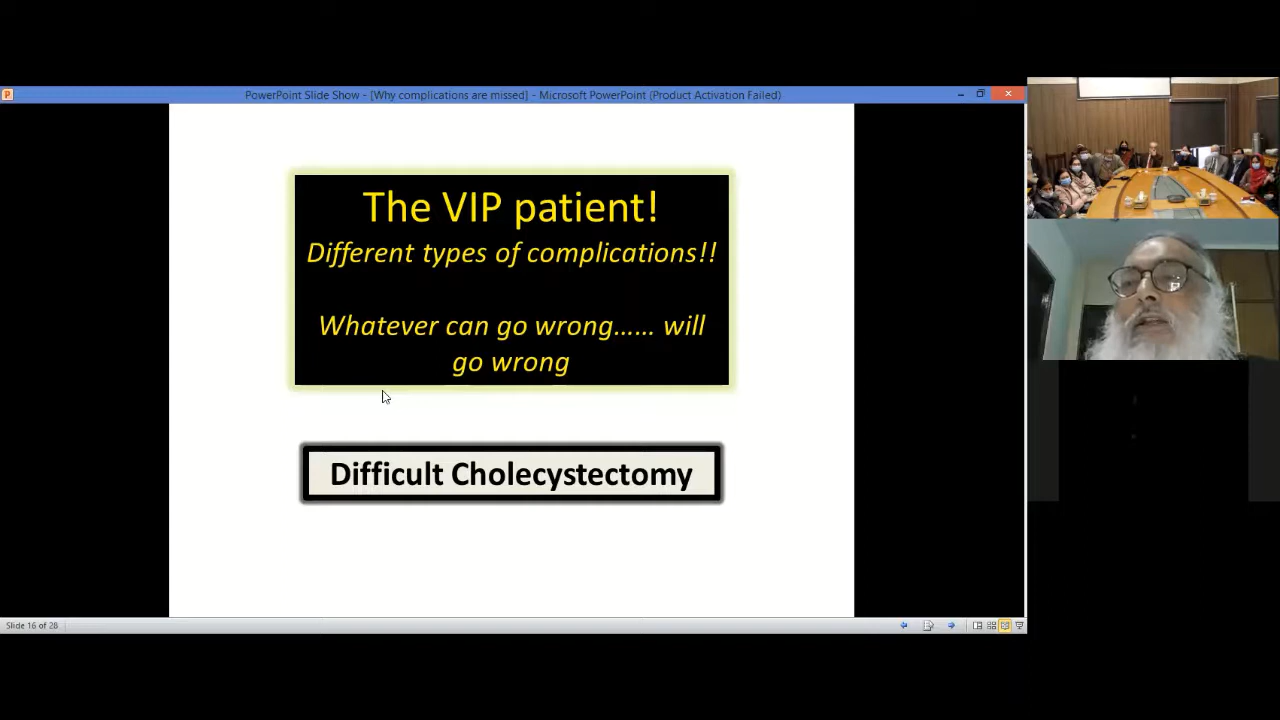 PowerPoint Slide Show - [Why complications are missed] - Microsoft PowerPoint (Product Activation Failed)
The VIP patient!
Different types of complications!!
Whatever can go wrong...... will
go wrong
Difficult Cholecystectomy
Slide 16 of 28